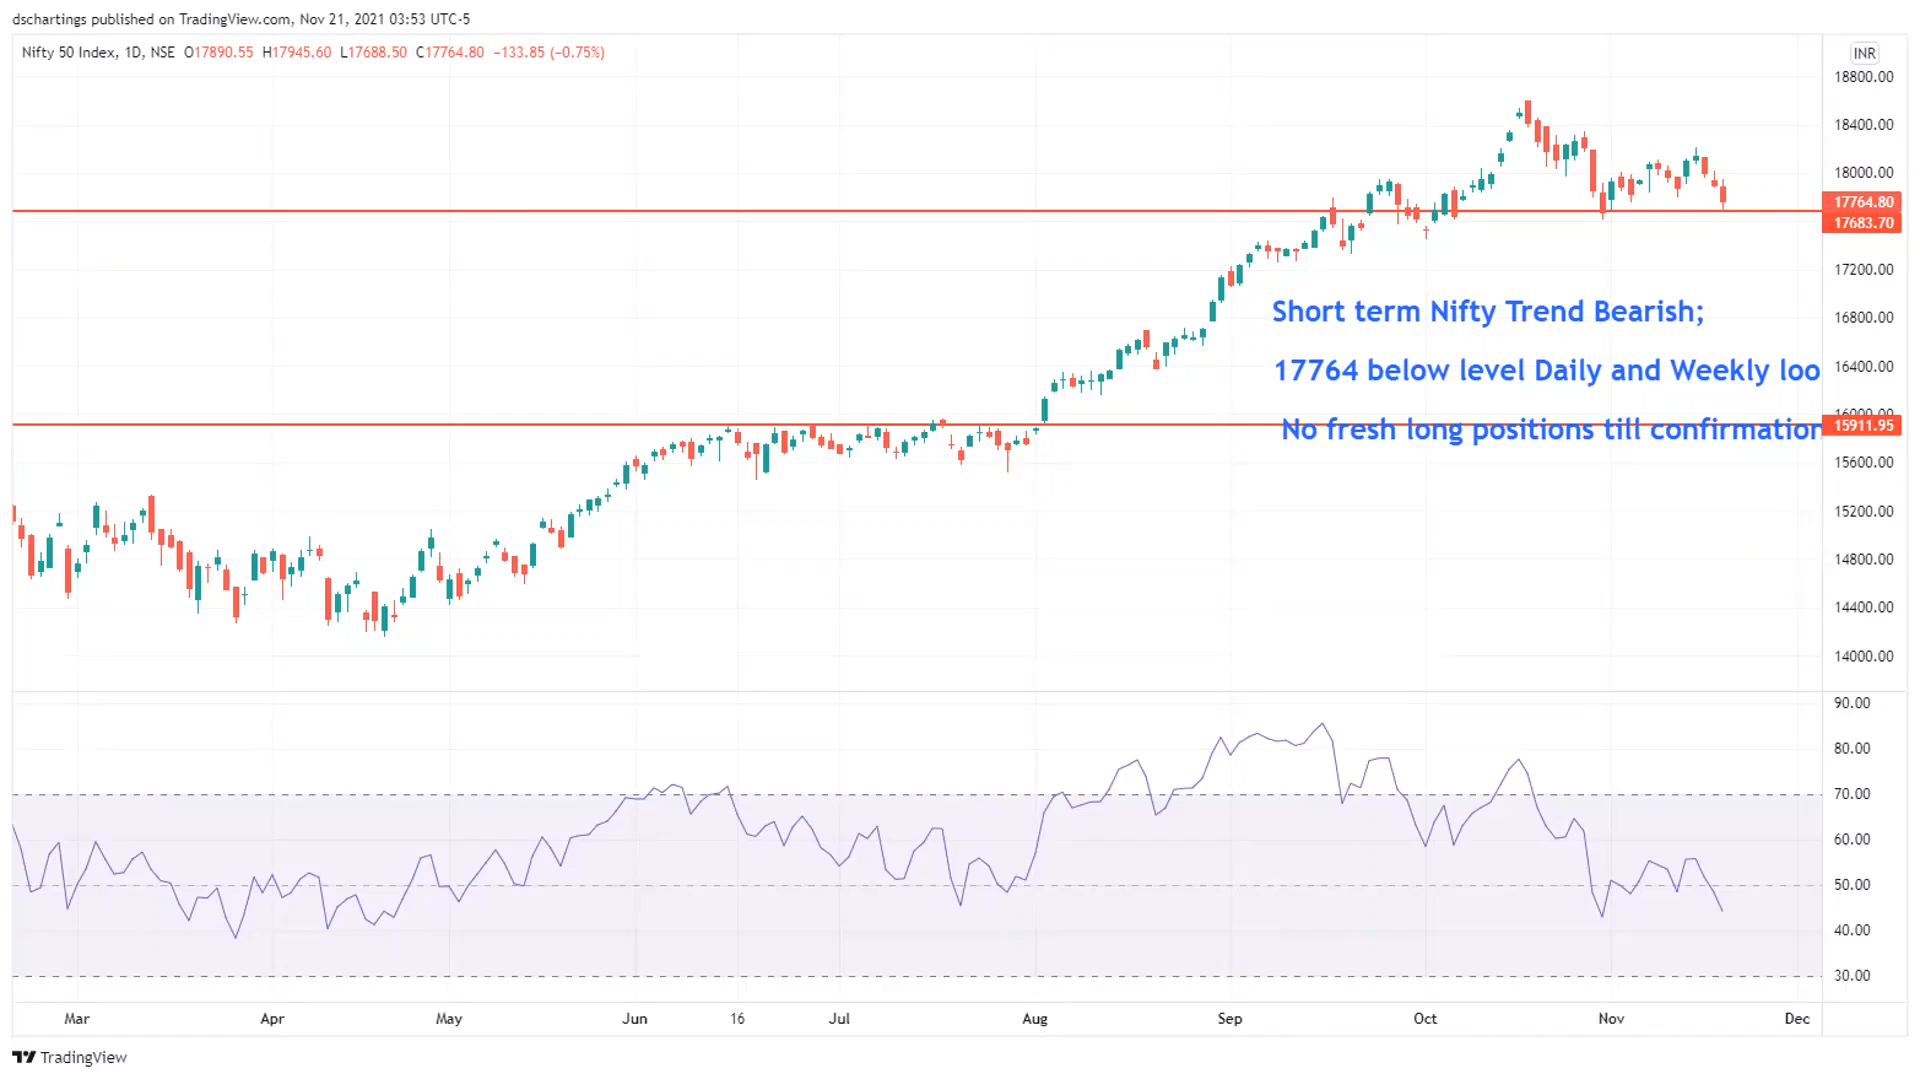 dschartings published on TradingView.com, Nov 21, 2021 03:53 UTC-5
Nifty 50 Index, 1D, NSE O17890.55 H17945.60 L17688.50 C17764.80 −133.85 (−0.75%)
INR
18800.00
18400.00
18000.00
17764.80
17683.70
17200.00
Short term Nifty Trend Bearish;
16800.00
17764 below level Daily and Weekly loo
16400.00
16000.00
No fresh long positions till confirmation
15911.95
15600.00
15200.00
14800.00
14400.00
14000.00
90.00
80.00
70.00
60.00
50.00
40.00
30.00
Mar Apr May Jun 16 Jul Aug Sep Oct Nov Dec
TradingView